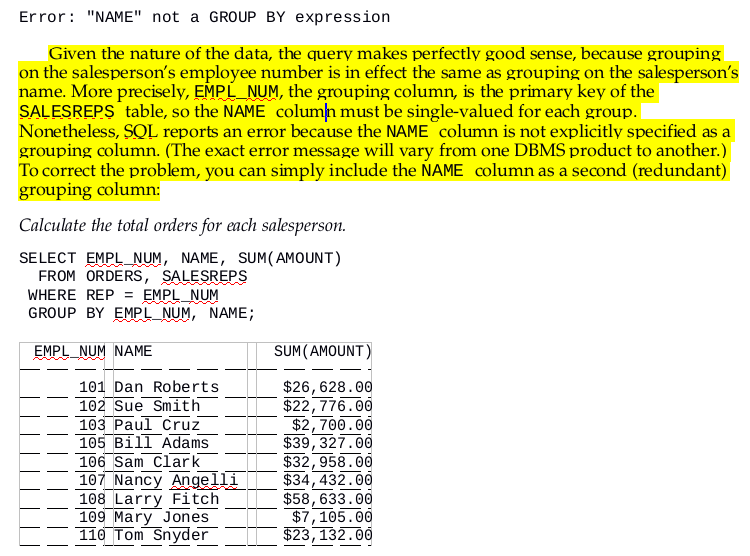 Error: "NAME" not a GROUP BY expression
Given the nature of the data, the query makes perfectly good sense, because grouping
on the salesperson's employee number is in effect the same as grouping on the salesperson's
name. More precisely, EMPL_NUM, the grouping column, is the primary key of the
SALESREPS table, so the NAME column must be single-valued for each group.
Nonetheless, SQL reports an error because the NAME column is not explicitly specified as a
grouping column. (The exact error message will vary from one DBMS product to another.)
To correct the problem, you can simply include the NAME column as a second (redundant)
grouping column:
Calculate the total orders for each salesperson.
SELECT EMPL_NUM, NAME, SUM(AMOUNT)
FROM ORDERS, SALESREPS
WHERE REP = EMPL_NUM
GROUP BY EMPL_NUM, NAME;
EMPL_NUM NAME SUM(AMOUNT)
101 Dan Roberts $26,628.00
102 Sue Smith $22,776.00
103 Paul Cruz $2,700.00
105 Bill Adams $39,327.00
106 Sam Clark $32,958.00
107 Nancy Angelli $34,432.00
108 Larry Fitch $58,633.00
109 Mary Jones $7,105.00
110 Tom Snyder $23,132.00